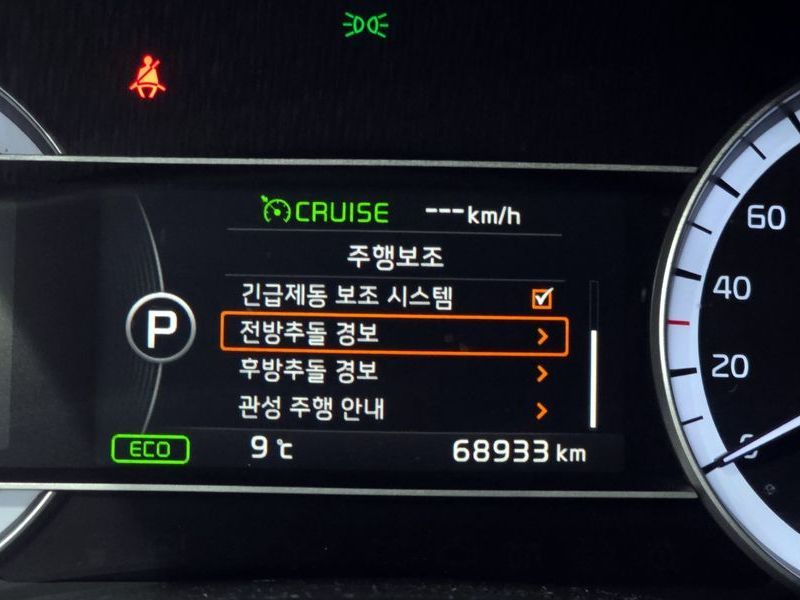 CRUISE ---km/h
주행보조
긴급제동 보조 시스템
전방추돌 경보
후방추돌 경보
관성 주행 안내
P
ECO 9℃ 68933 km
60
40
20
0